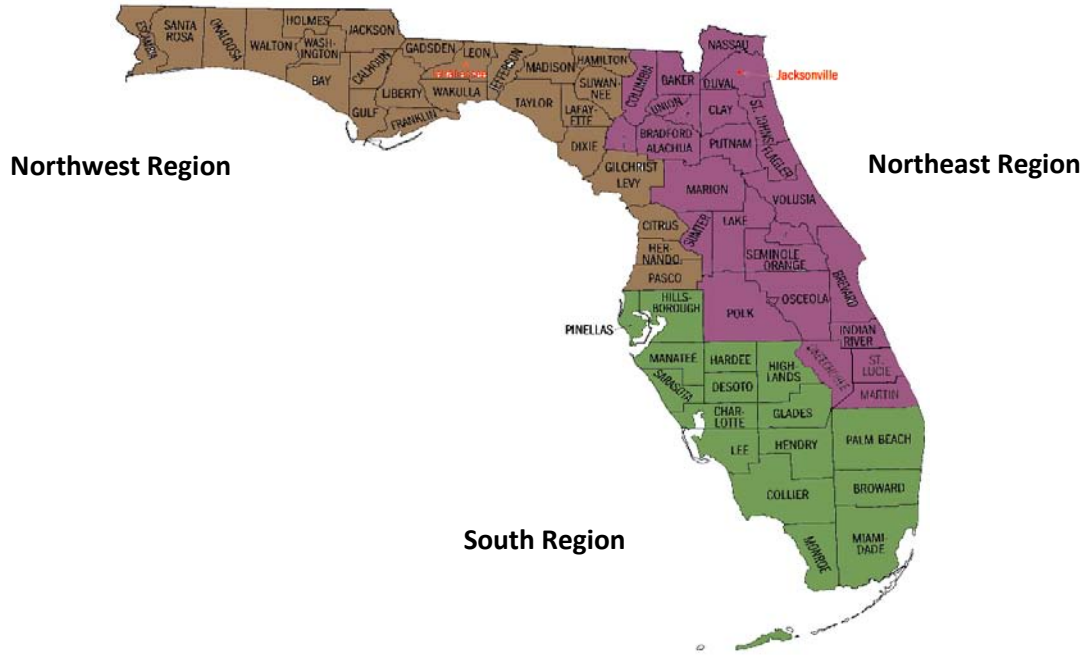 ESCAMBIA
SANTA
ROSA
OKALOOSA
WALTON
HOLMES
WASH-
INGTON
JACKSON
BAY
CALHOUN
GULF
GADSDEN
LIBERTY
FRANKLIN
LEON
WAKULLA
JEFFERSON
MADISON
TAYLOR
HAMILTON
SUWAN-
NEE
LAFAY-
ETTE
DIXIE
COLUMBIA
BAKER
NASSAU
DUVAL
Jacksonville
UNION
BRADFORD
ALACHUA
CLAY
ST. JOHNS
PUTNAM
FLAGLER
Northwest Region
Northeast Region
GILCHRIST
LEVY
MARION
VOLUSIA
CITRUS
SUMTER
LAKE
HER-
NANDO
SEMINOLE
ORANGE
BREVARD
PASCO
HILLS-
BOROUGH
PINELLAS
POLK
OSCEOLA
INDIAN
RIVER
MANATEE
HARDEE
HIGH-
LANDS
OKEECHOBEE
ST.
LUCIE
SARASOTA
DESOTO
MARTIN
CHAR-
LOTTE
GLADES
LEE
HENDRY
PALM BEACH
COLLIER
BROWARD
South Region
MONROE
MIAMI-
DADE